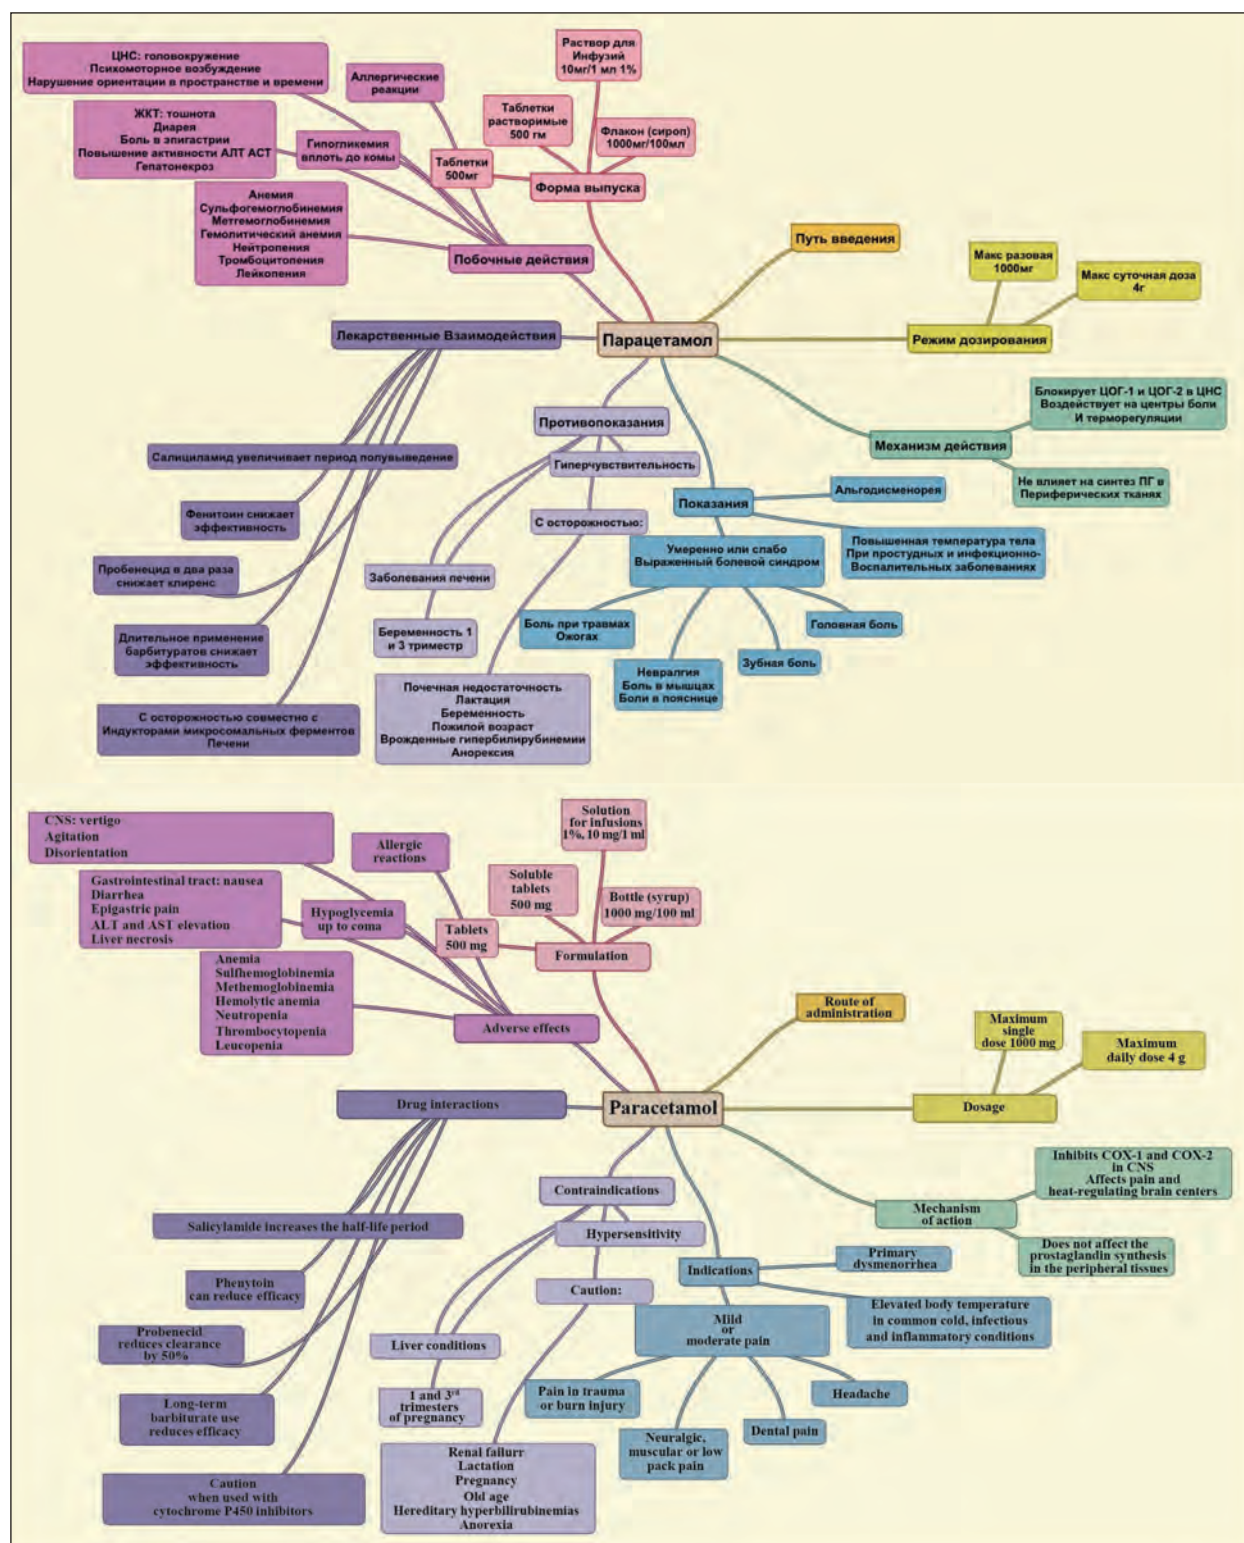 ЦНС: головокружение
Психомоторное возбуждение
Нарушение ориентации в пространстве и времени
Аллергические
реакции
Раствор для
Инфузий
10мг/1 мл 1%
ЖКТ: тошнота
Диарея
Боль в эпигастрии
Повышение активности АЛТ АСТ
Гепатонекроз
Гипогликемия
вплоть до комы
Таблетки
растворимые
500 гм
Флакон (сироп)
1000мг/100мл
Таблетки
500мг
Форма выпуска
Анемия
Сульфогемоглобинемия
Метгемоглобинемия
Гемолитический анемия
Нейтропения
Тромбоцитопения
Лейкопения
Побочные действия
Путь введения
Макс разовая
1000мг
Макс суточная доза
4г
Лекарственные Взаимодействия
Парацетамол
Режим дозирования
Противопоказания
Блокирует ЦОГ-1 и ЦОГ-2 в ЦНС
Воздействует на центры боли
И терморегуляции
Механизм действия
Салициламид увеличивает период полувыведение
Гиперчувствительность
Не влияет на синтез ПГ в
Периферических тканях
Альгодисменорея
Показания
Фенитоин снижает
эффективность
С осторожностью:
Умеренно или слабо
Выраженный болевой синдром
Повышенная температура тела
При простудных и инфекционно-
Воспалительных заболеваниях
Пробенецид в два раза
снижает клиренс
Заболевания печени
Боль при травмах
Ожогах
Головная боль
Длительное применение
барбитуратов снижает
эффективность
Беременность 1
и 3 триместр
Невралгия
Боль в мышцах
Боли в пояснице
Зубная боль
С осторожностью совместно с
Индукторами микросомальных ферментов
Печени
Почечная недостаточность
Лактация
Беременность
Пожилой возраст
Врожденные гипербилирубинемии
Анорексия
CNS: vertigo
Agitation
Disorientation
Allergic
reactions
Solution
for infusions
1%, 10 mg/1 ml
Gastrointestinal tract: nausea
Diarrhea
Epigastric pain
ALT and AST elevation
Liver necrosis
Hypoglycemia
up to coma
Soluble
tablets
500 mg
Bottle (syrup)
1000 mg/100 ml
Tablets
500 mg
Formulation
Anemia
Sulfhemoglobinemia
Methemoglobinemia
Hemolytic anemia
Neutropenia
Thrombocytopenia
Leucopenia
Adverse effects
Route of
administration
Maximum
single
dose 1000 mg
Maximum
daily dose 4 g
Drug interactions
Paracetamol
Dosage
Contraindications
Inhibits COX-1 and COX-2
in CNS
Affects pain and
heat-regulating brain centers
Mechanism
of action
Salicylamide increases the half-life period
Hypersensitivity
Does not affect the
prostaglandin synthesis
in the peripheral tissues
Primary
dysmenorrhea
Indications
Phenytoin
can reduce efficacy
Caution:
Mild
or
moderate pain
Elevated body temperature
in common cold, infectious
and inflammatory conditions
Probenecid
reduces clearance
by 50%
Liver conditions
Pain in trauma
or burn injury
Headache
Long-term
barbiturate use
reduces efficacy
1 and 3rd
trimesters
of pregnancy
Neuralgic,
muscular or low
pack pain
Dental pain
Caution
when used with
cytochrome P450 inhibitors
Renal failurr
Lactation
Pregnancy
Old age
Hereditary hyperbilirubinemias
Anorexia